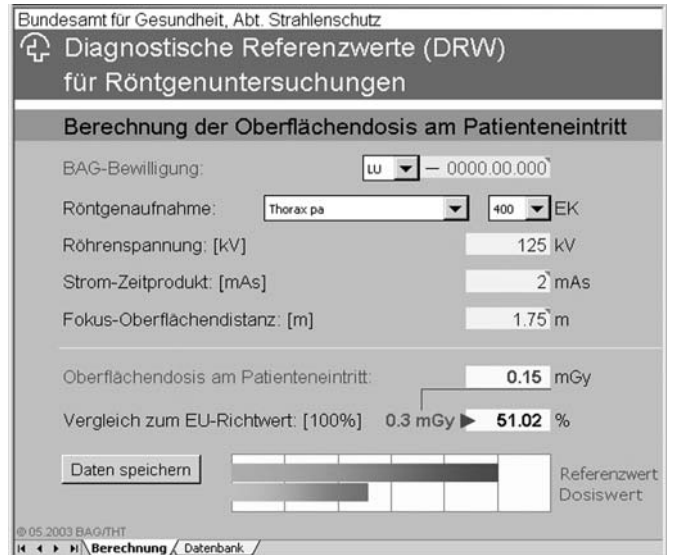 Bundesamt für Gesundheit, Abt. Strahlenschutz
Diagnostische Referenzwerte (DRW)
für Röntgenuntersuchungen
Berechnung der Oberflächendosis am Patienteneintritt
BAG-Bewilligung: LU – 0000.00.000
Röntgenaufnahme: Thorax pa 400 EK
Röhrenspannung: [kV] 125 kV
Strom-Zeitprodukt: [mAs] 2 mAs
Fokus-Oberflächendistanz: [m] 1.75 m
Oberflächendosis am Patienteneintritt: 0.15 mGy
Vergleich zum EU-Richtwert: [100%] 0.3 mGy 51.02 %
Daten speichern
Referenzwert
Dosiswert
© 05.2003 BAG/THT
Berechnung Datenbank